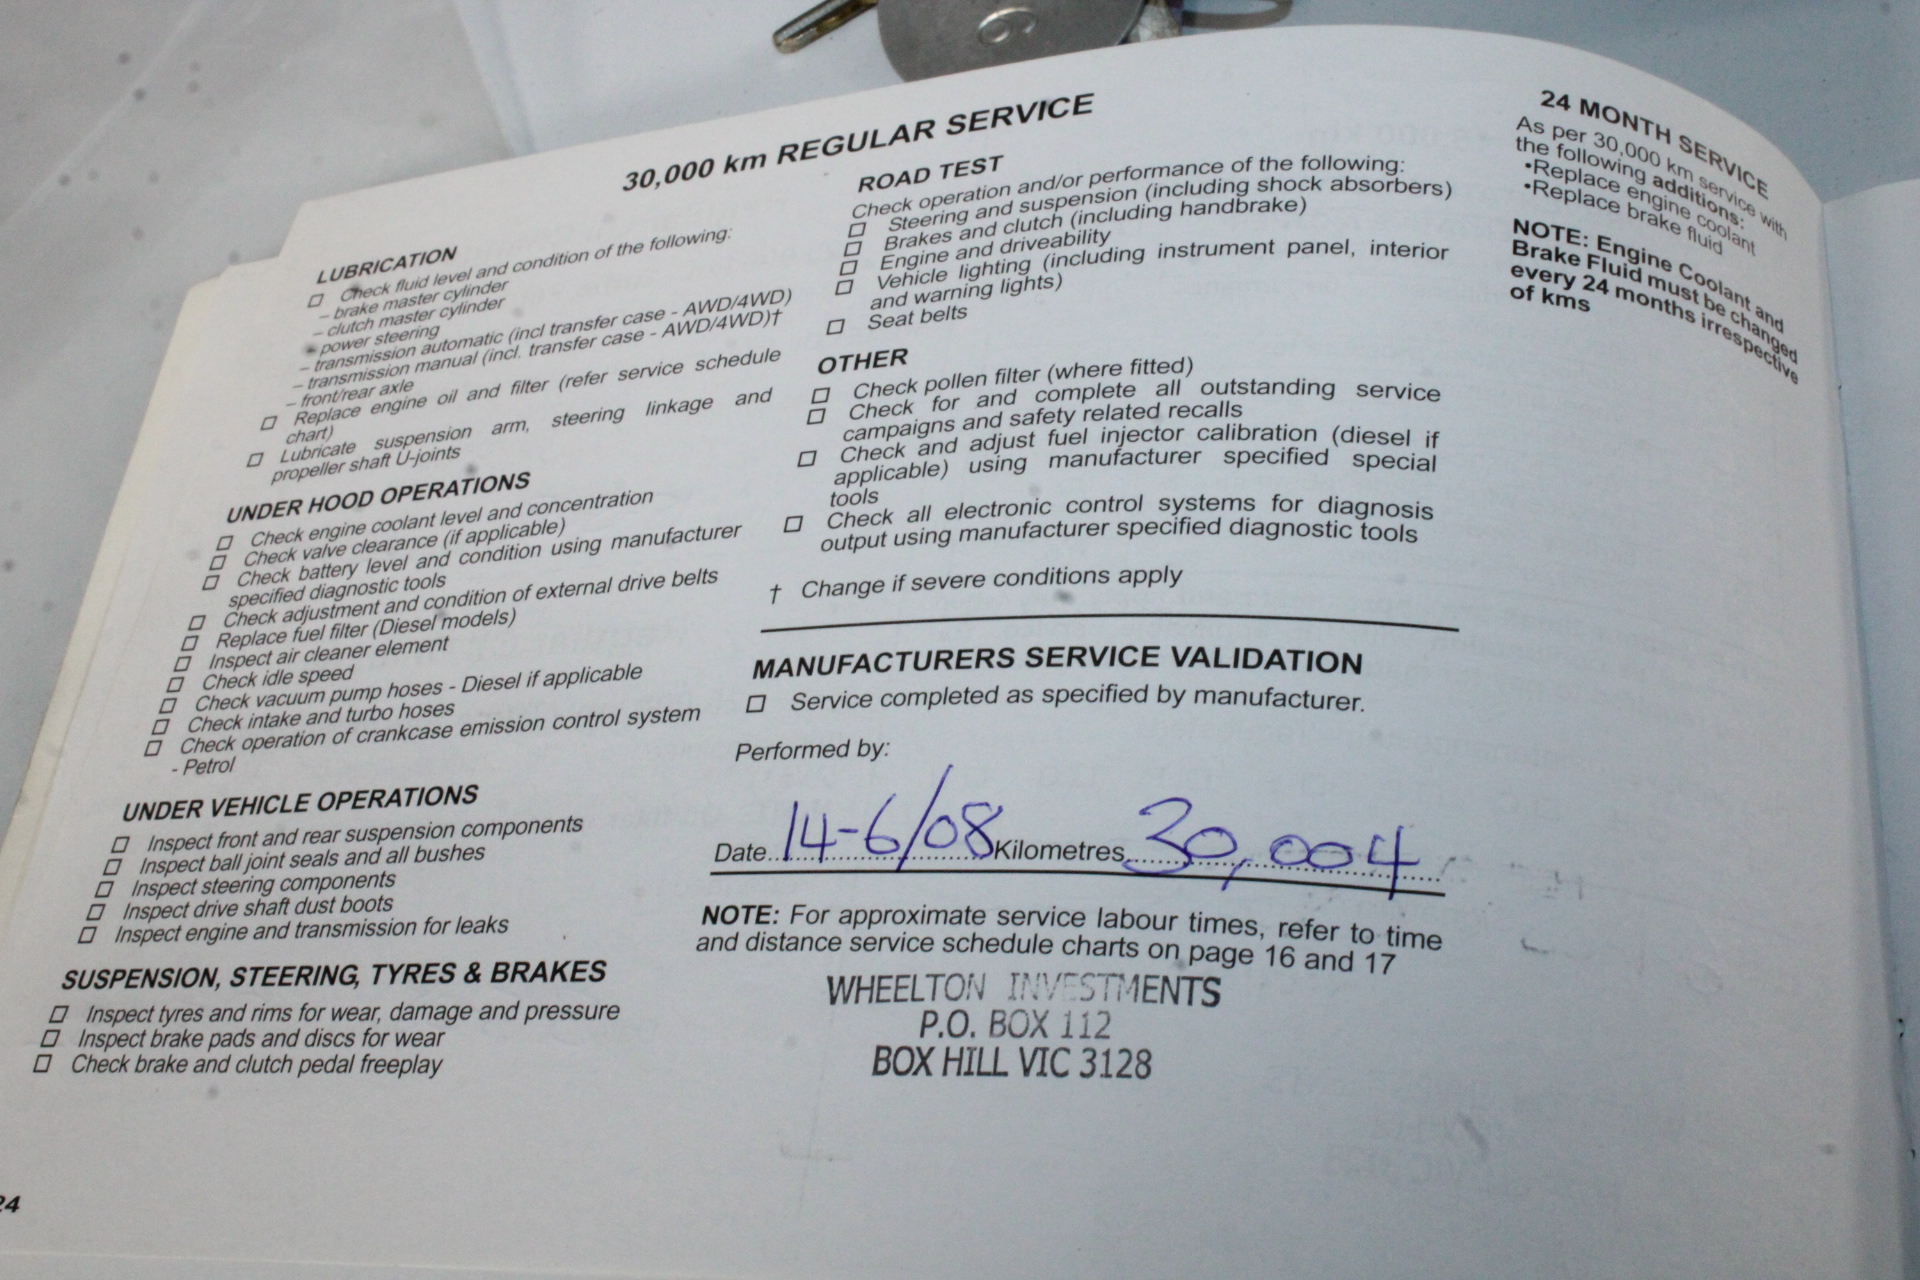 30,000 km REGULAR SERVICE
LUBRICATION
☐ Check fluid level and condition of the following:
– brake master cylinder
– clutch master cylinder
– power steering
– transmission automatic (incl transfer case - AWD/4WD)
– transmission manual (incl. transfer case - AWD/4WD)†
– front/rear axle
☐ Replace engine oil and filter (refer service schedule
chart)
☐ Lubricate suspension arm, steering linkage and
propeller shaft U-joints
UNDER HOOD OPERATIONS
☐ Check engine coolant level and concentration
☐ Check valve clearance (if applicable)
☐ Check battery level and condition using manufacturer
specified diagnostic tools
☐ Check adjustment and condition of external drive belts
☐ Replace fuel filter (Diesel models)
☐ Inspect air cleaner element
☐ Check idle speed
☐ Check vacuum pump hoses - Diesel if applicable
☐ Check intake and turbo hoses
☐ Check operation of crankcase emission control system
- Petrol
UNDER VEHICLE OPERATIONS
☐ Inspect front and rear suspension components
☐ Inspect ball joint seals and all bushes
☐ Inspect steering components
☐ Inspect drive shaft dust boots
☐ Inspect engine and transmission for leaks
SUSPENSION, STEERING, TYRES & BRAKES
☐ Inspect tyres and rims for wear, damage and pressure
☐ Inspect brake pads and discs for wear
☐ Check brake and clutch pedal freeplay
24
ROAD TEST
Check operation and/or performance of the following:
☐ Steering and suspension (including shock absorbers)
☐ Brakes and clutch (including handbrake)
☐ Engine and driveability
☐ Vehicle lighting (including instrument panel, interior
and warning lights)
☐ Seat belts
OTHER
☐ Check pollen filter (where fitted)
☐ Check for and complete all outstanding service
campaigns and safety related recalls
☐ Check and adjust fuel injector calibration (diesel if
applicable) using manufacturer specified special
tools
☐ Check all electronic control systems for diagnosis
output using manufacturer specified diagnostic tools
† Change if severe conditions apply
MANUFACTURERS SERVICE VALIDATION
☐ Service completed as specified by manufacturer.
Performed by:
Date 14-6/08 Kilometres 30,004
NOTE: For approximate service labour times, refer to time
and distance service schedule charts on page 16 and 17
WHEELTON INVESTMENTS
P.O. BOX 112
BOX HILL VIC 3128
24 MONTH SERVICE
As per 30,000 km service with
the following additions:
•Replace engine coolant
•Replace brake fluid
NOTE: Engine Coolant and
Brake Fluid must be changed
every 24 months irrespective
of kms